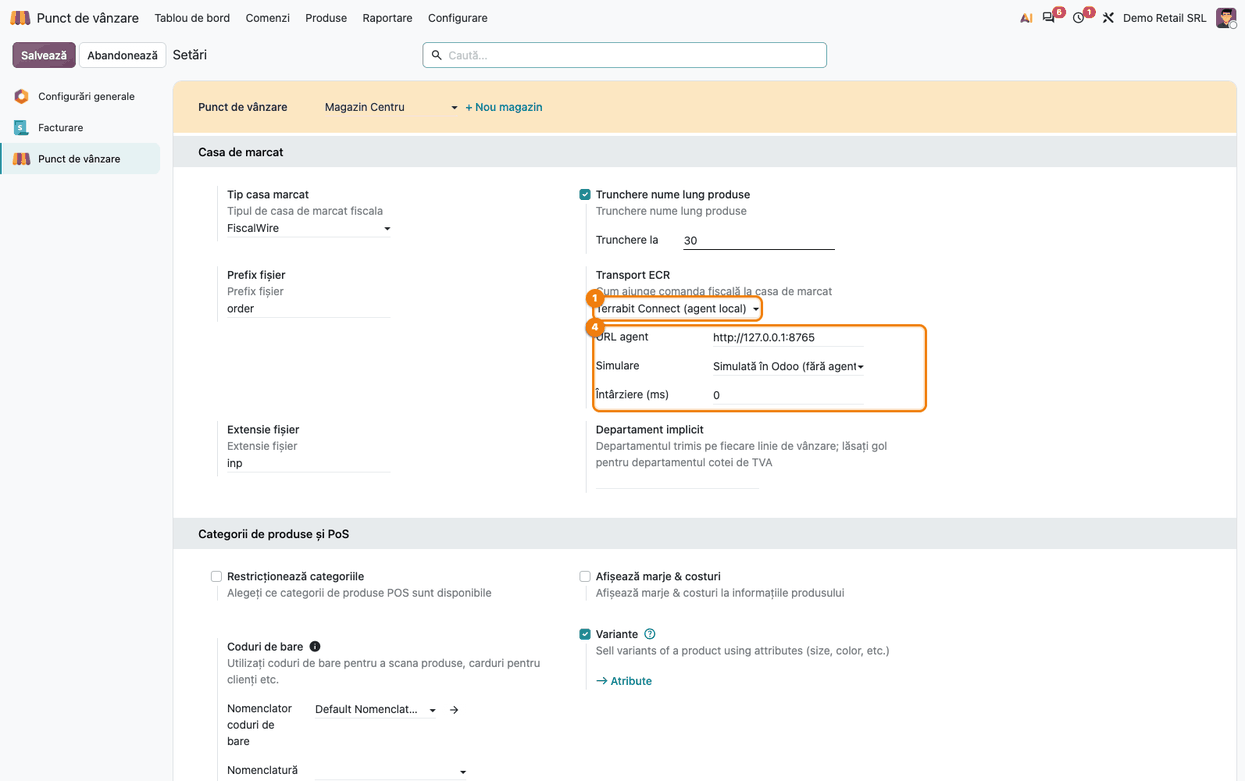 Punct de vânzare Tablou de bord Comenzi Produse Raportare Configurare AI 6 1 Demo Retail SRL
Salvează Abandonează Setări Caută...
Configurări generale
Facturare
Punct de vânzare
Punct de vânzare Magazin Centru + Nou magazin
Casa de marcat
Tip casa marcat
Tipul de casa de marcat fiscala
FiscalWire
Trunchere nume lung produse
Trunchere nume lung produse
Trunchere la 30
Prefix fișier
Prefix fișier
order
Transport ECR
Cum ajunge comanda fiscală la casa de marcat
1
Terrabit Connect (agent local)
4
URL agent http://127.0.0.1:8765
Simulare Simulată în Odoo (fără agent
Întârziere (ms) 0
Extensie fișier
Extensie fișier
inp
Departament implicit
Departamentul trimis pe fiecare linie de vânzare; lăsați gol
pentru departamentul cotei de TVA
Categorii de produse și PoS
Restricționează categoriile
Alegeți ce categorii de produse POS sunt disponibile
Afișează marje & costuri
Afișează marje & costuri la informațiile produsului
Coduri de bare
Utilizați coduri de bare pentru a scana produse, carduri pentru
clienți etc.
Variante ?
Sell variants of a product using attributes (size, color, etc.)
Atribute
Nomenclator
coduri de
bare
Default Nomenclat...
Nomenclatură